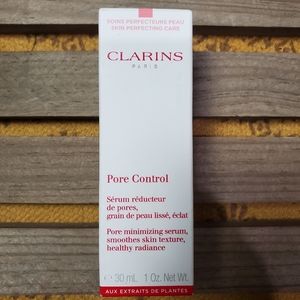 SOINS PERFECTEURS PEAU
SKIN PERFECTING CARE
CLARINS
PARIS
Pore Control
Sérum réducteur
de pores,
grain de peau lissé, éclat
Pore minimizing serum,
smoothes skin texture,
healthy radiance
30 mL 1 Oz. Net Wt.
AUX EXTRAITS DE PLANTES